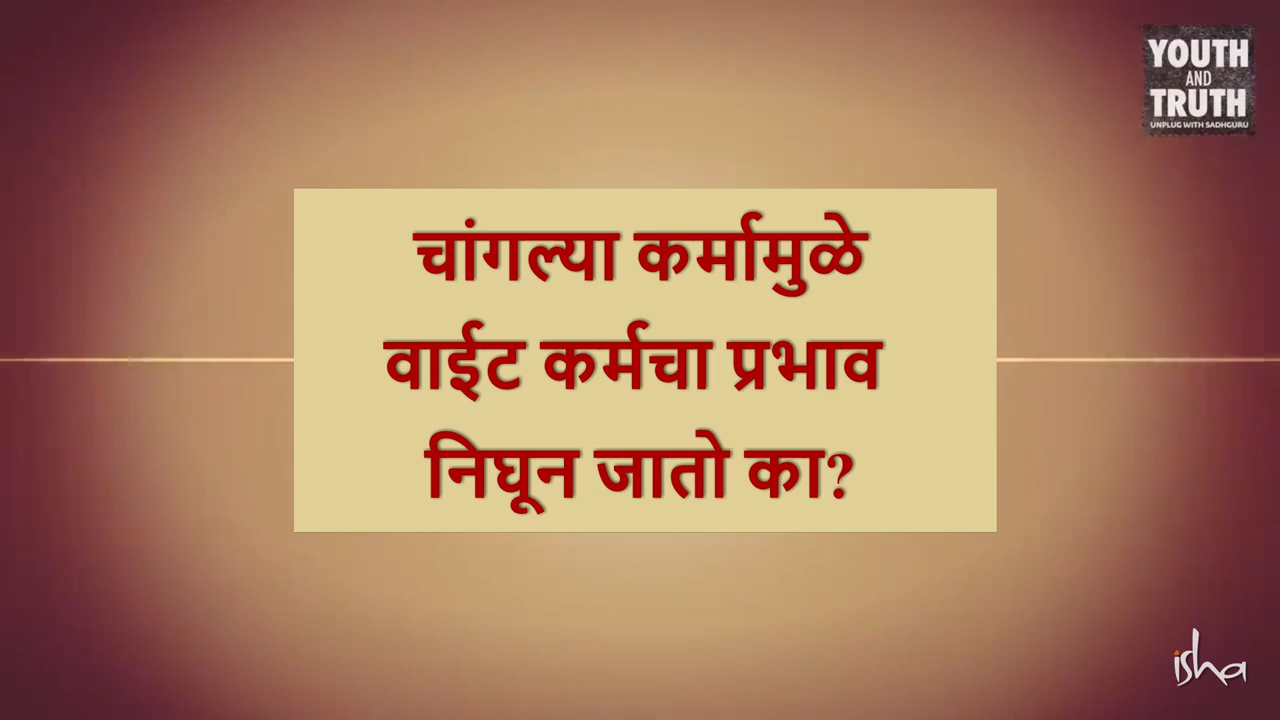 YOUTH
AND
TRUTH
UNPLUG WITH SADHGURU
चांगल्या कर्मामुळे
वाईट कर्मचा प्रभाव
निघून जातो का?
isha